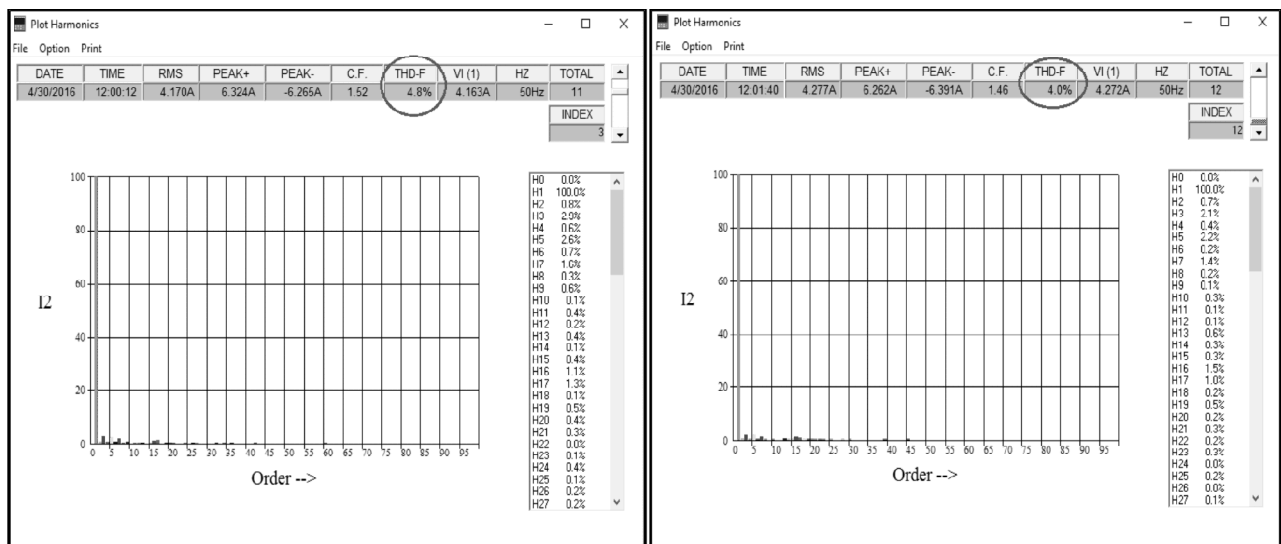 Plot Harmonics
File Option Print
DATE TIME RMS PEAK+ PEAK- C.F. THD-F VI (1) HZ TOTAL
4/30/2016 12:00:12 4.170A 6.324A -6.265A 1.52 4.8% 4.163A 50Hz 11
INDEX
3
100
80
60
40
20
0
I2
0 5 10 15 20 25 30 35 40 45 50 55 60 65 70 75 80 85 90 95
Order -->
H0 0.0%
H1 100.0%
H2 0.8%
H3 2.9%
H4 0.6%
H5 2.6%
H6 0.7%
H7 1.6%
H8 0.3%
H9 0.6%
H10 0.1%
H11 0.4%
H12 0.2%
H13 0.4%
H14 0.1%
H15 0.4%
H16 1.1%
H17 1.3%
H18 0.1%
H19 0.5%
H20 0.4%
H21 0.3%
H22 0.0%
H23 0.1%
H24 0.4%
H25 0.1%
H26 0.2%
H27 0.2%
Plot Harmonics
File Option Print
DATE TIME RMS PEAK+ PEAK- C.F. THD-F VI (1) HZ TOTAL
4/30/2016 12:01:40 4.277A 6.262A -6.391A 1.46 4.0% 4.272A 50Hz 12
INDEX
12
100
80
60
40
20
0
I2
0 5 10 15 20 25 30 35 40 45 50 55 60 65 70 75 80 85 90 95
Order -->
H0 0.0%
H1 100.0%
H2 0.7%
H3 2.1%
H4 0.4%
H5 2.2%
H6 0.2%
H7 1.4%
H8 0.2%
H9 0.1%
H10 0.3%
H11 0.1%
H12 0.1%
H13 0.6%
H14 0.3%
H15 0.3%
H16 1.5%
H17 1.0%
H18 0.2%
H19 0.5%
H20 0.2%
H21 0.3%
H22 0.2%
H23 0.3%
H24 0.0%
H25 0.2%
H26 0.0%
H27 0.1%